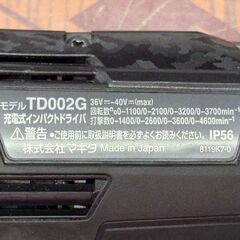 モデル TD002G 36V⎓-40V⎓(max)
充電式インパクトドライバ 回転数n₀0-1100/0-2100/0-3200/0-3700min⁻¹
打撃数0-1400/0-2600/0-3600/0-4600min⁻¹
⚠警告 ・ご使用前に取扱説明書を必ずよくお読みください。 IP56
株式会社 マキタ Made in Japan 8119K7-0